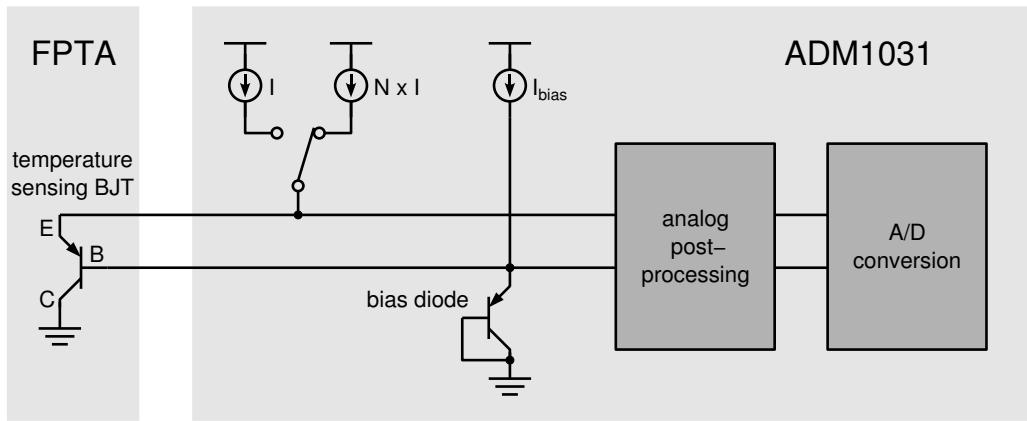 FPTA
ADM1031
I
N x I
I_bias
temperature
sensing BJT
E
B
C
bias diode
analog
post–
processing
A/D
conversion